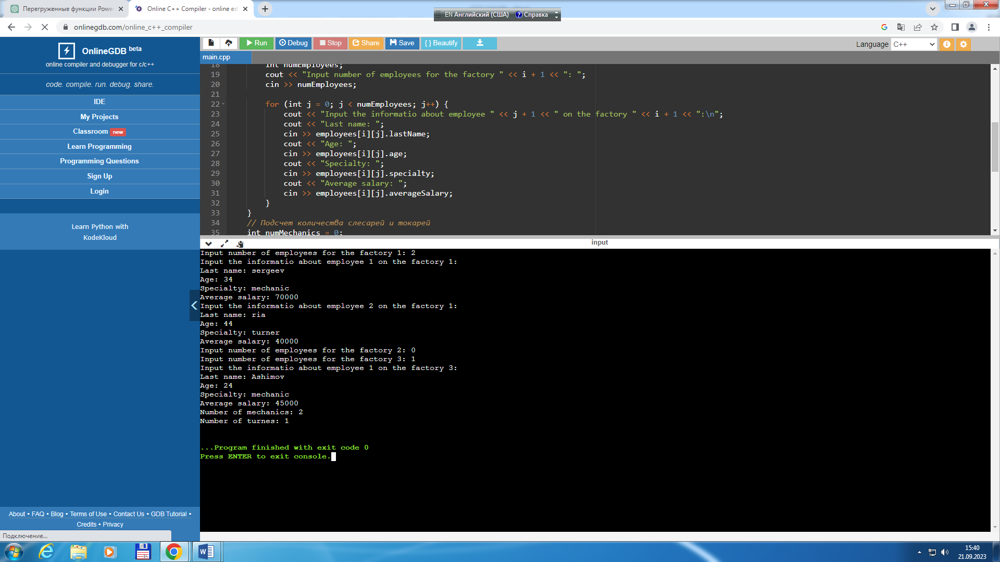 Перегруженные функции Power
Online C++ Compiler - online ed
EN Английский (США)
Справка
onlinegdb.com/online_c++_compiler
OnlineGDB beta
online compiler and debugger for c/c++
code. compile. run. debug. share.
IDE
My Projects
Classroom new
Learn Programming
Programming Questions
Sign Up
Login
Learn Python with
KodeKloud
About • FAQ • Blog • Terms of Use • Contact Us • GDB Tutorial •
Credits • Privacy
Подключение...
Run
Debug
Stop
Share
Save
{ } Beautify
Language C++
main.cpp
18 int numEmployees;
19 cout << "Input number of employees for the factory " << i + 1 << ": ";
20 cin >> numEmployees;
21
22 for (int j = 0; j < numEmployees; j++) {
23 cout << "Input the informatio about employee " << j + 1 << " on the factory " << i + 1 << ":\n";
24 cout << "Last name: ";
25 cin >> employees[i][j].lastName;
26 cout << "Age: ";
27 cin >> employees[i][j].age;
28 cout << "Specialty: ";
29 cin >> employees[i][j].specialty;
30 cout << "Average salary: ";
31 cin >> employees[i][j].averageSalary;
32 }
33 }
34 // Подсчет количества слесарей и токарей
35 int numMechanics = 0;
input
Input number of employees for the factory 1: 2
Input the informatio about employee 1 on the factory 1:
Last name: sergeev
Age: 34
Specialty: mechanic
Average salary: 70000
Input the informatio about employee 2 on the factory 1:
Last name: ria
Age: 44
Specialty: turner
Average salary: 40000
Input number of employees for the factory 2: 0
Input number of employees for the factory 3: 1
Input the informatio about employee 1 on the factory 3:
Last name: Ashimov
Age: 24
Specialty: mechanic
Average salary: 45000
Number of mechanics: 2
Number of turnes: 1
...Program finished with exit code 0
Press ENTER to exit console.
15:40
21.09.2023